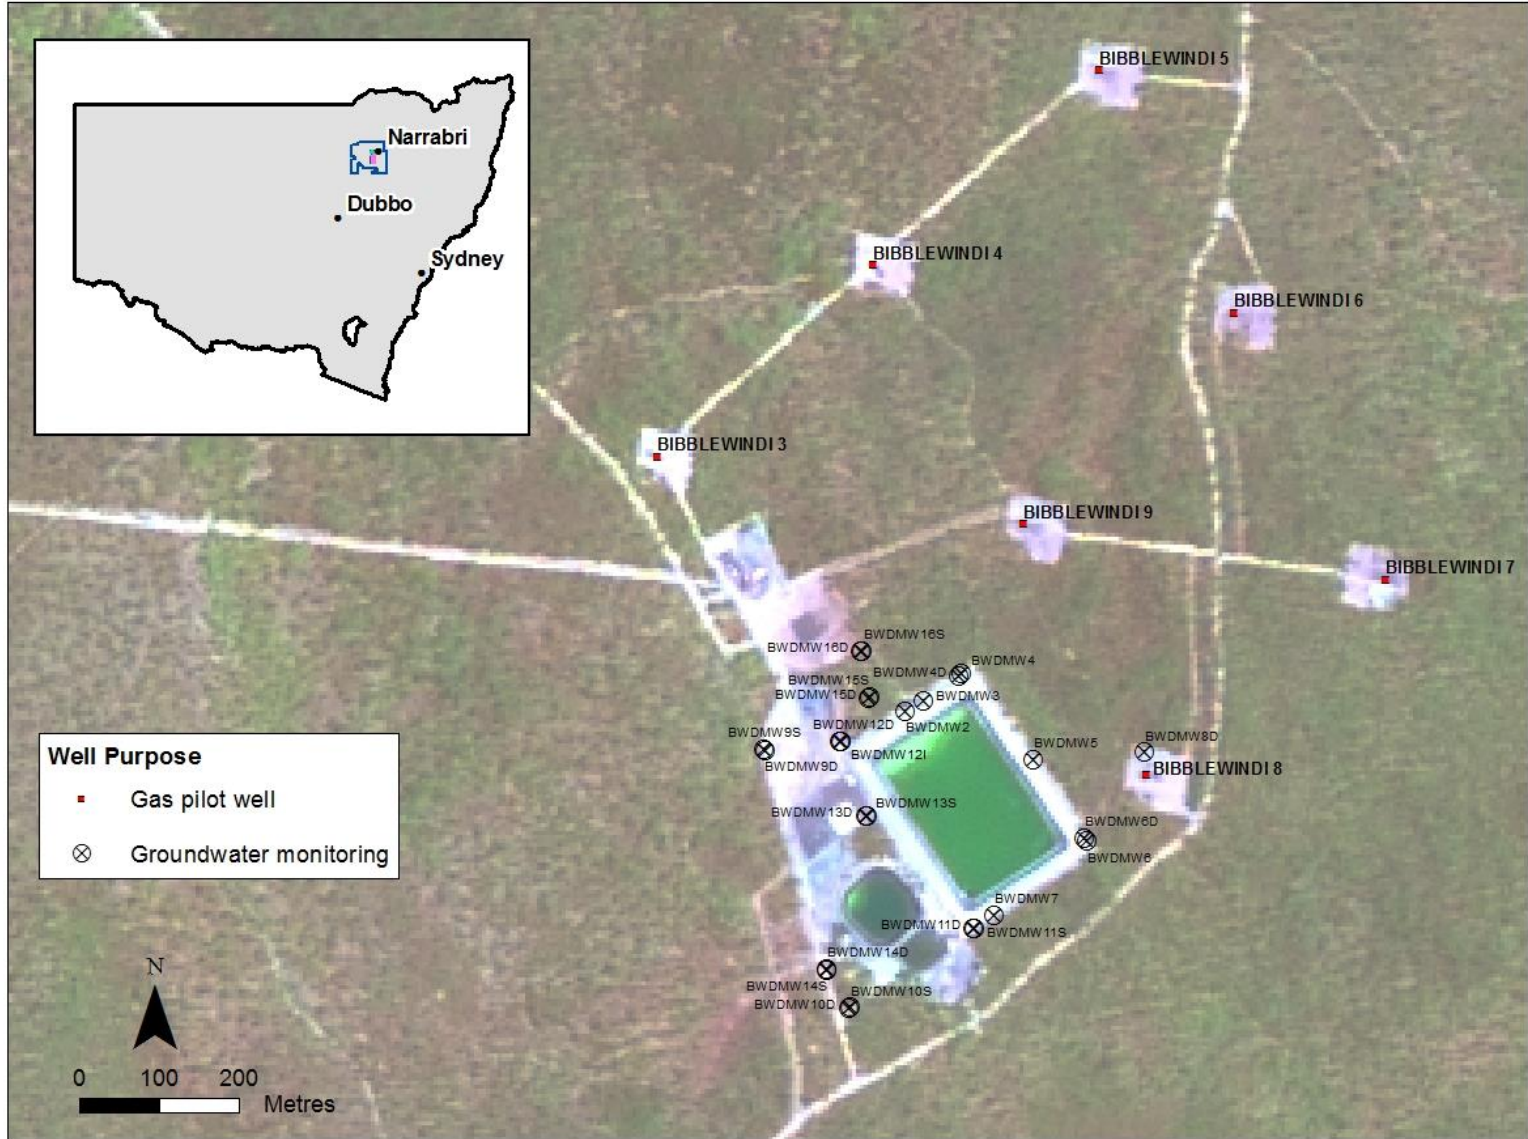 BIBBLEWINDI 5
Narrabri
Dubbo
Sydney
BIBBLEWINDI 4
BIBBLEWINDI 6
BIBBLEWINDI 3
BIBBLEWINDI 9
BIBBLEWINDI 7
BWDMW16S
BWDMW16D
BWDMW4
BWDMW4D
BWDMW15S
BWDMW15D
BWDMW3
BWDMW12D
BWDMW2
BWDMW9S
BWDMW12I
BWDMW9D
BWDMW5
BWDMW8D
BIBBLEWINDI 8
BWDMW13S
BWDMW13D
BWDMW6D
BWDMW6
BWDMW7
BWDMW11D
BWDMW11S
BWDMW14D
BWDMW14S
BWDMW10S
BWDMW10D
Well Purpose
Gas pilot well
Groundwater monitoring
N
0 100 200
Metres